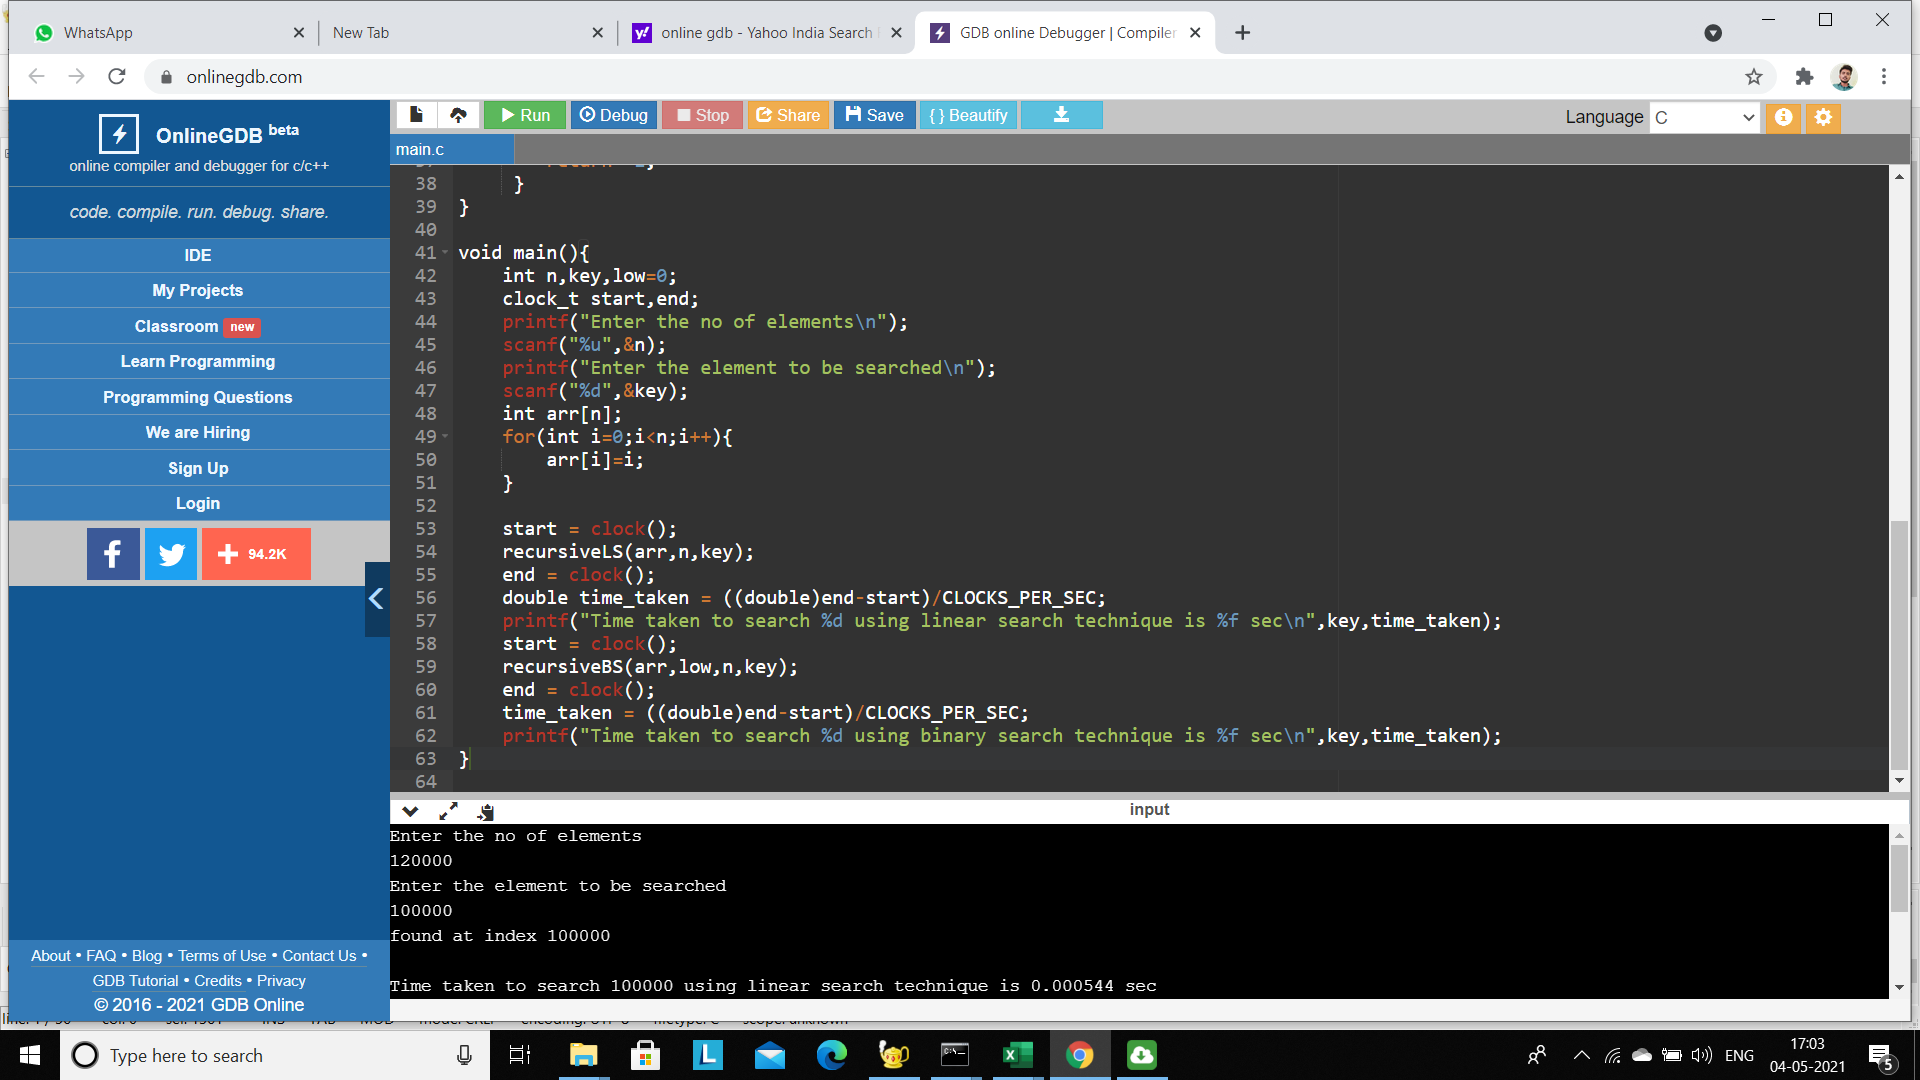 WhatsApp
New Tab
online gdb - Yahoo India Search
GDB online Debugger | Compiler
onlinegdb.com
OnlineGDB beta
online compiler and debugger for c/c++
code. compile. run. debug. share.
IDE
My Projects
Classroom new
Learn Programming
Programming Questions
We are Hiring
Sign Up
Login
94.2K
About • FAQ • Blog • Terms of Use • Contact Us •
GDB Tutorial • Credits • Privacy
© 2016 - 2021 GDB Online
Run Debug Stop Share Save {} Beautify
Language C
main.c
38 }
39 }
40
41 void main(){
42 int n,key,low=0;
43 clock_t start,end;
44 printf("Enter the no of elements\n");
45 scanf("%u",&n);
46 printf("Enter the element to be searched\n");
47 scanf("%d",&key);
48 int arr[n];
49 for(int i=0;i<n;i++){
50 arr[i]=i;
51 }
52
53 start = clock();
54 recursiveLS(arr,n,key);
55 end = clock();
56 double time_taken = ((double)end-start)/CLOCKS_PER_SEC;
57 printf("Time taken to search %d using linear search technique is %f sec\n",key,time_taken);
58 start = clock();
59 recursiveBS(arr,low,n,key);
60 end = clock();
61 time_taken = ((double)end-start)/CLOCKS_PER_SEC;
62 printf("Time taken to search %d using binary search technique is %f sec\n",key,time_taken);
63 }
64
input
Enter the no of elements
120000
Enter the element to be searched
100000
found at index 100000
Time taken to search 100000 using linear search technique is 0.000544 sec
Type here to search
ENG
17:03
04-05-2021
5